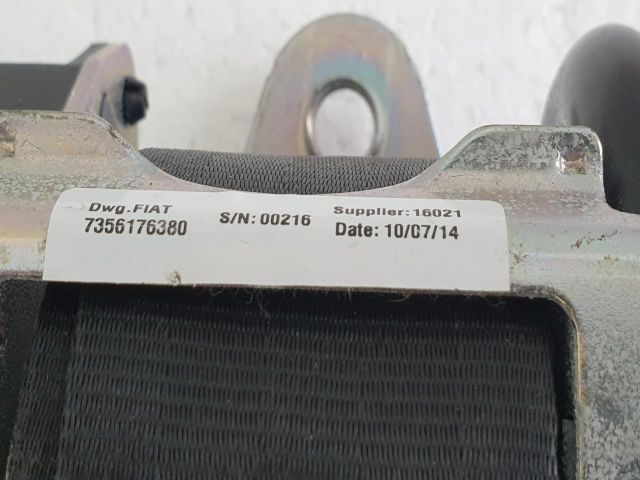 Dwg.FIAT S/N: 00216 Supplier: 16021
7356176380 Date: 10/07/14